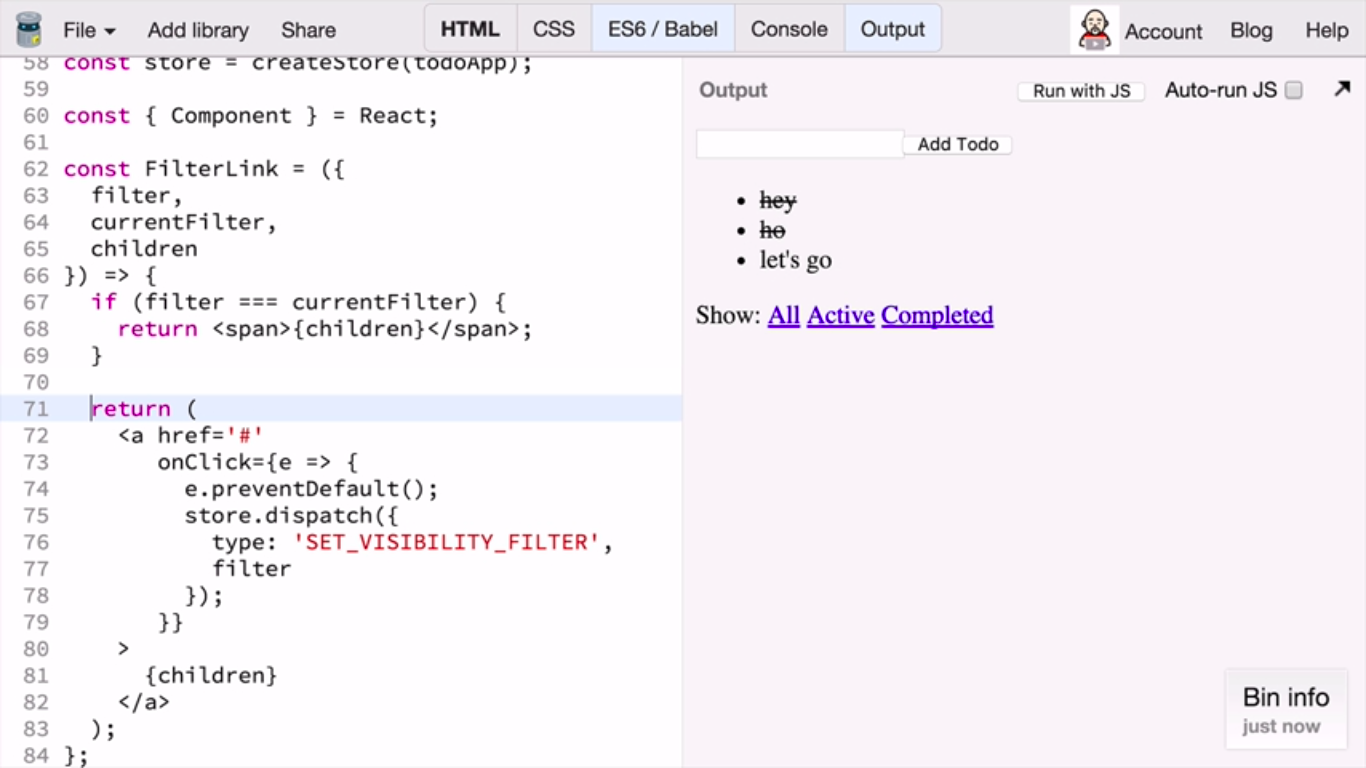 File Add library Share HTML CSS ES6 / Babel Console Output Account Blog Help
58 const store = createStore(todoApp);
59
60 const { Component } = React;
61
62 const FilterLink = ({
63 filter,
64 currentFilter,
65 children
66 }) => {
67 if (filter === currentFilter) {
68 return <span>{children}</span>;
69 }
70
71 return (
72 <a href='#'
73 onClick={e => {
74 e.preventDefault();
75 store.dispatch({
76 type: 'SET_VISIBILITY_FILTER',
77 filter
78 });
79 }}
80 >
81 {children}
82 </a>
83 );
84 };
Output Run with JS Auto-run JS
Add Todo
hey
ho
let's go
Show: All Active Completed
Bin info
just now